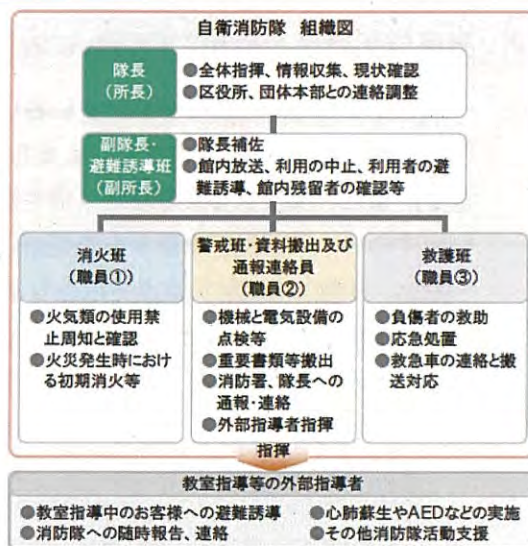 自衛消防隊 組織図
隊長
(所長)
●全体指揮、情報収集、現状確認
●区役所、団体本部との連絡調整
副隊長・
避難誘導班
(副所長)
●隊長補佐
●館内放送、利用の中止、利用者の避
難誘導、館内残留者の確認等
消火班
(職員①)
●火気類の使用禁
止周知と確認
●火災発生時にお
ける初期消火等
警戒班・資料搬出及び
通報連絡員
(職員②)
●機械と電気設備の
点検等
●重要書類等搬出
●消防署、隊長への
通報・連絡
●外部指導者指揮
救護班
(職員③)
●負傷者の救助
●応急処置
●救急車の連絡と搬
送対応
指揮
教室指導等の外部指導者
●教室指導中のお客様への避難誘導
●消防隊への随時報告、連絡
●心肺蘇生やAEDなどの実施
●その他消防隊活動支援